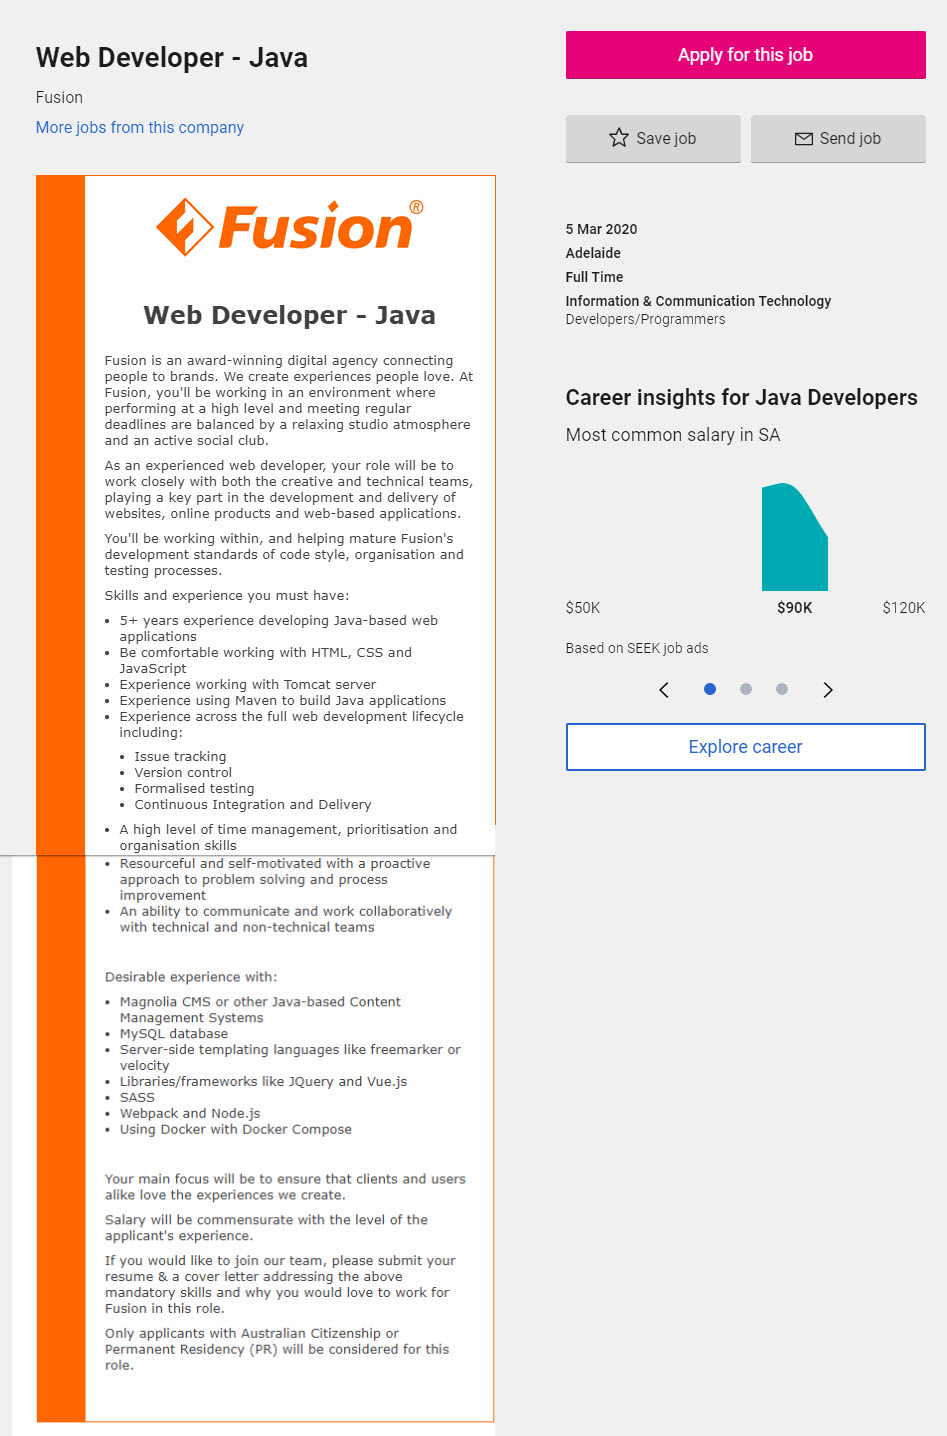 Web Developer - Java
Fusion
More jobs from this company
Fusion®
Web Developer - Java
Fusion is an award-winning digital agency connecting
people to brands. We create experiences people love. At
Fusion, you'll be working in an environment where
performing at a high level and meeting regular
deadlines are balanced by a relaxing studio atmosphere
and an active social club.
As an experienced web developer, your role will be to
work closely with both the creative and technical teams,
playing a key part in the development and delivery of
websites, online products and web-based applications.
You'll be working within, and helping mature Fusion's
development standards of code style, organisation and
testing processes.
Skills and experience you must have:
• 5+ years experience developing Java-based web
applications
• Be comfortable working with HTML, CSS and
JavaScript
• Experience working with Tomcat server
• Experience using Maven to build Java applications
• Experience across the full web development lifecycle
including:
• Issue tracking
• Version control
• Formalised testing
• Continuous Integration and Delivery
• A high level of time management, prioritisation and
organisation skills
• Resourceful and self-motivated with a proactive
approach to problem solving and process
improvement
• An ability to communicate and work collaboratively
with technical and non-technical teams
Desirable experience with:
• Magnolia CMS or other Java-based Content
Management Systems
• MySQL database
• Server-side templating languages like freemarker or
velocity
• Libraries/frameworks like JQuery and Vue.js
• SASS
• Webpack and Node.js
• Using Docker with Docker Compose
Your main focus will be to ensure that clients and users
alike love the experiences we create.
Salary will be commensurate with the level of the
applicant's experience.
If you would like to join our team, please submit your
resume & a cover letter addressing the above
mandatory skills and why you would love to work for
Fusion in this role.
Only applicants with Australian Citizenship or
Permanent Residency (PR) will be considered for this
role.
Apply for this job
Save job
Send job
5 Mar 2020
Adelaide
Full Time
Information & Communication Technology
Developers/Programmers
Career insights for Java Developers
Most common salary in SA
$50K $90K $120K
Based on SEEK job ads
Explore career